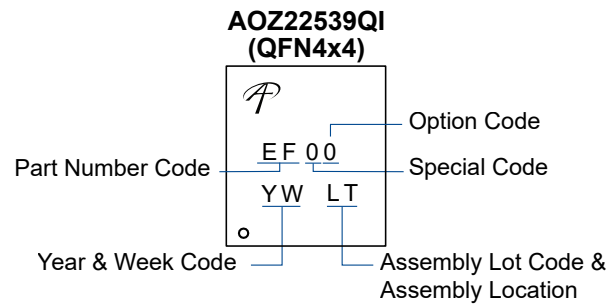 AOZ22539QI
(QFN4x4)
Option Code
EF00
Part Number Code
Special Code
YW LT
Year & Week Code
Assembly Lot Code &
Assembly Location